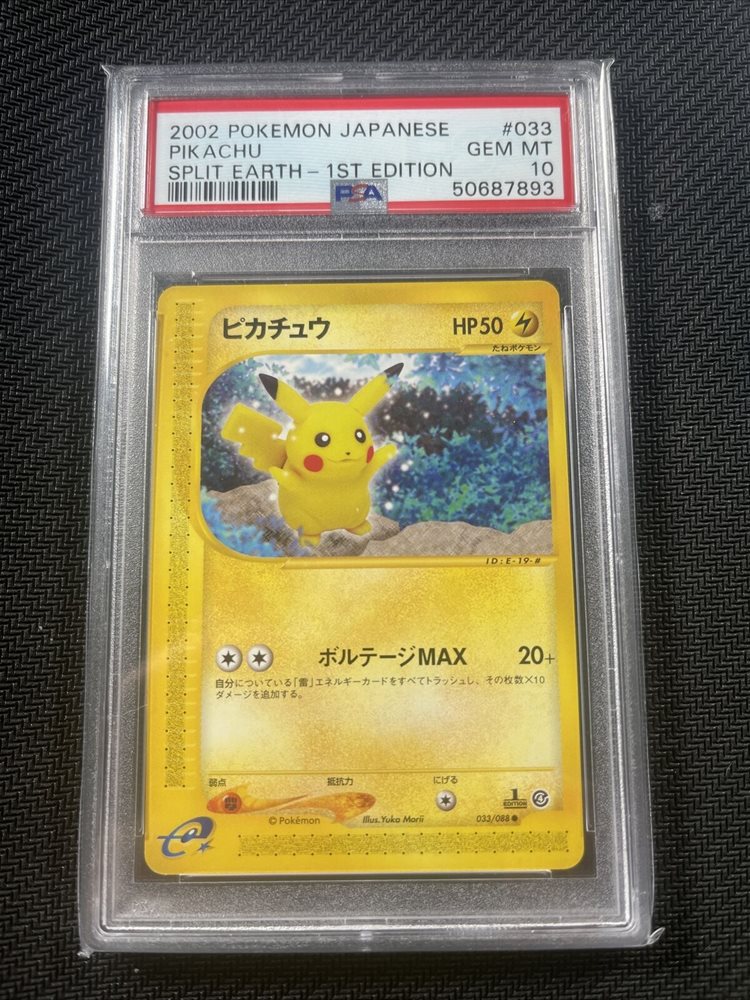 2002 POKEMON JAPANESE #033
PIKACHU GEM MT
SPLIT EARTH - 1ST EDITION 10
PSA 50687893
ピカチュウ HP50
たねポケモン
ID:E-19-#
ボルテージMAX 20+
自分についている「雷」エネルギーカードをすべてトラッシュし、その枚数×10
ダメージを追加する。
弱点 抵抗力 にげる
1
EDITION
© Pokémon Illus.Yuka Morii 033/088 ●
e